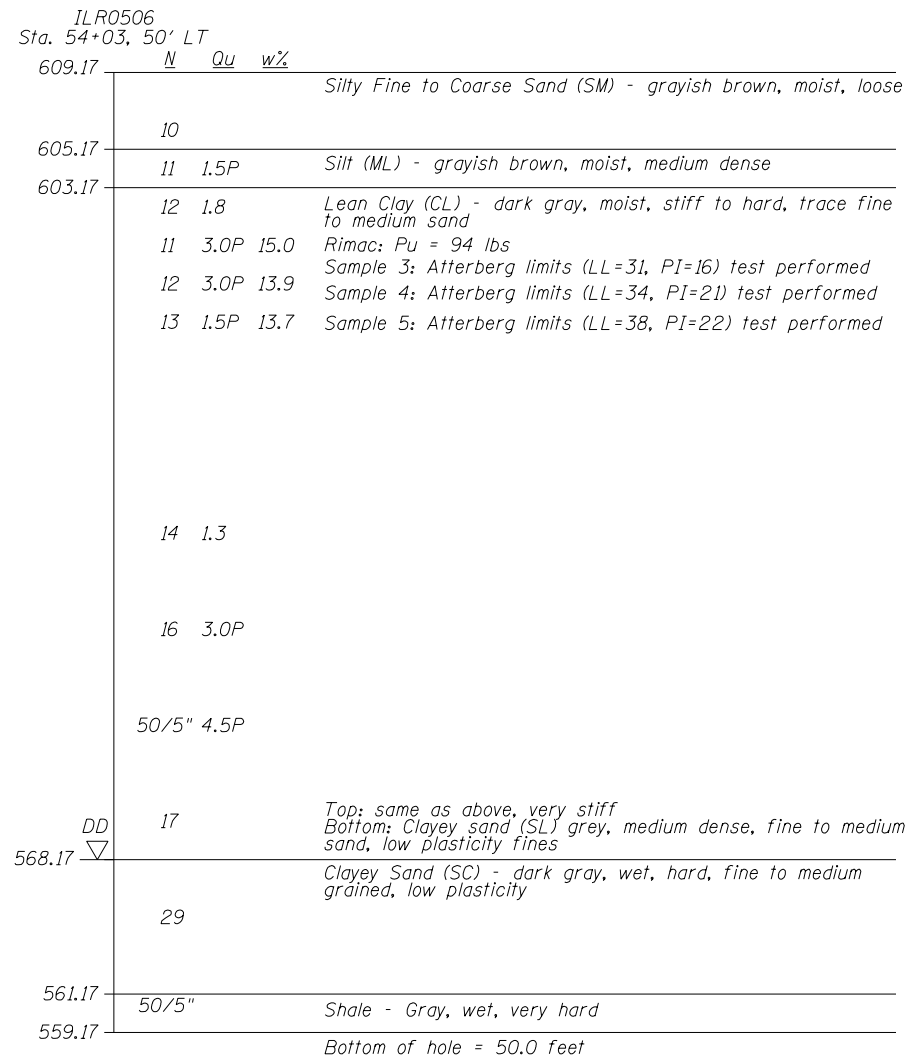 ILR0506
Sta. 54+03, 50' LT
N Qu w%
609.17
Silty Fine to Coarse Sand (SM) - grayish brown, moist, loose
10
605.17
11 1.5P Silt (ML) - grayish brown, moist, medium dense
603.17
12 1.8 Lean Clay (CL) - dark gray, moist, stiff to hard, trace fine
to medium sand
11 3.0P 15.0 Rimac: Pu = 94 lbs
Sample 3: Atterberg limits (LL=31, PI=16) test performed
12 3.0P 13.9
Sample 4: Atterberg limits (LL=34, PI=21) test performed
13 1.5P 13.7 Sample 5: Atterberg limits (LL=38, PI=22) test performed
14 1.3
16 3.0P
50/5" 4.5P
Top: same as above, very stiff
DD 17 Bottom: Clayey sand (SL) grey, medium dense, fine to medium
sand, low plasticity fines
568.17
Clayey Sand (SC) - dark gray, wet, hard, fine to medium
grained, low plasticity
29
561.17
50/5" Shale - Gray, wet, very hard
559.17
Bottom of hole = 50.0 feet